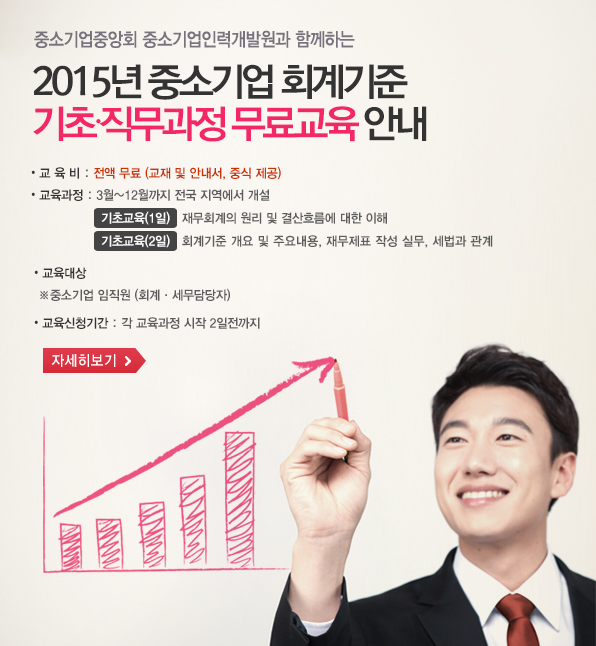 중소기업중앙회 중소기업인력개발원과 함께하는
2015년 중소기업 회계기준
기초·직무과정 무료교육 안내
• 교 육 비 : 전액 무료 (교재 및 안내서, 중식 제공)
• 교육과정 : 3월~12월까지 전국 지역에서 개설
기초교육(1일) 재무회계의 원리 및 결산흐름에 대한 이해
기초교육(2일) 회계기준 개요 및 주요내용, 재무제표 작성 실무, 세법과 관계
• 교육대상
※중소기업 임직원 (회계 · 세무담당자)
• 교육신청기간 : 각 교육과정 시작 2일전까지
자세히보기 >